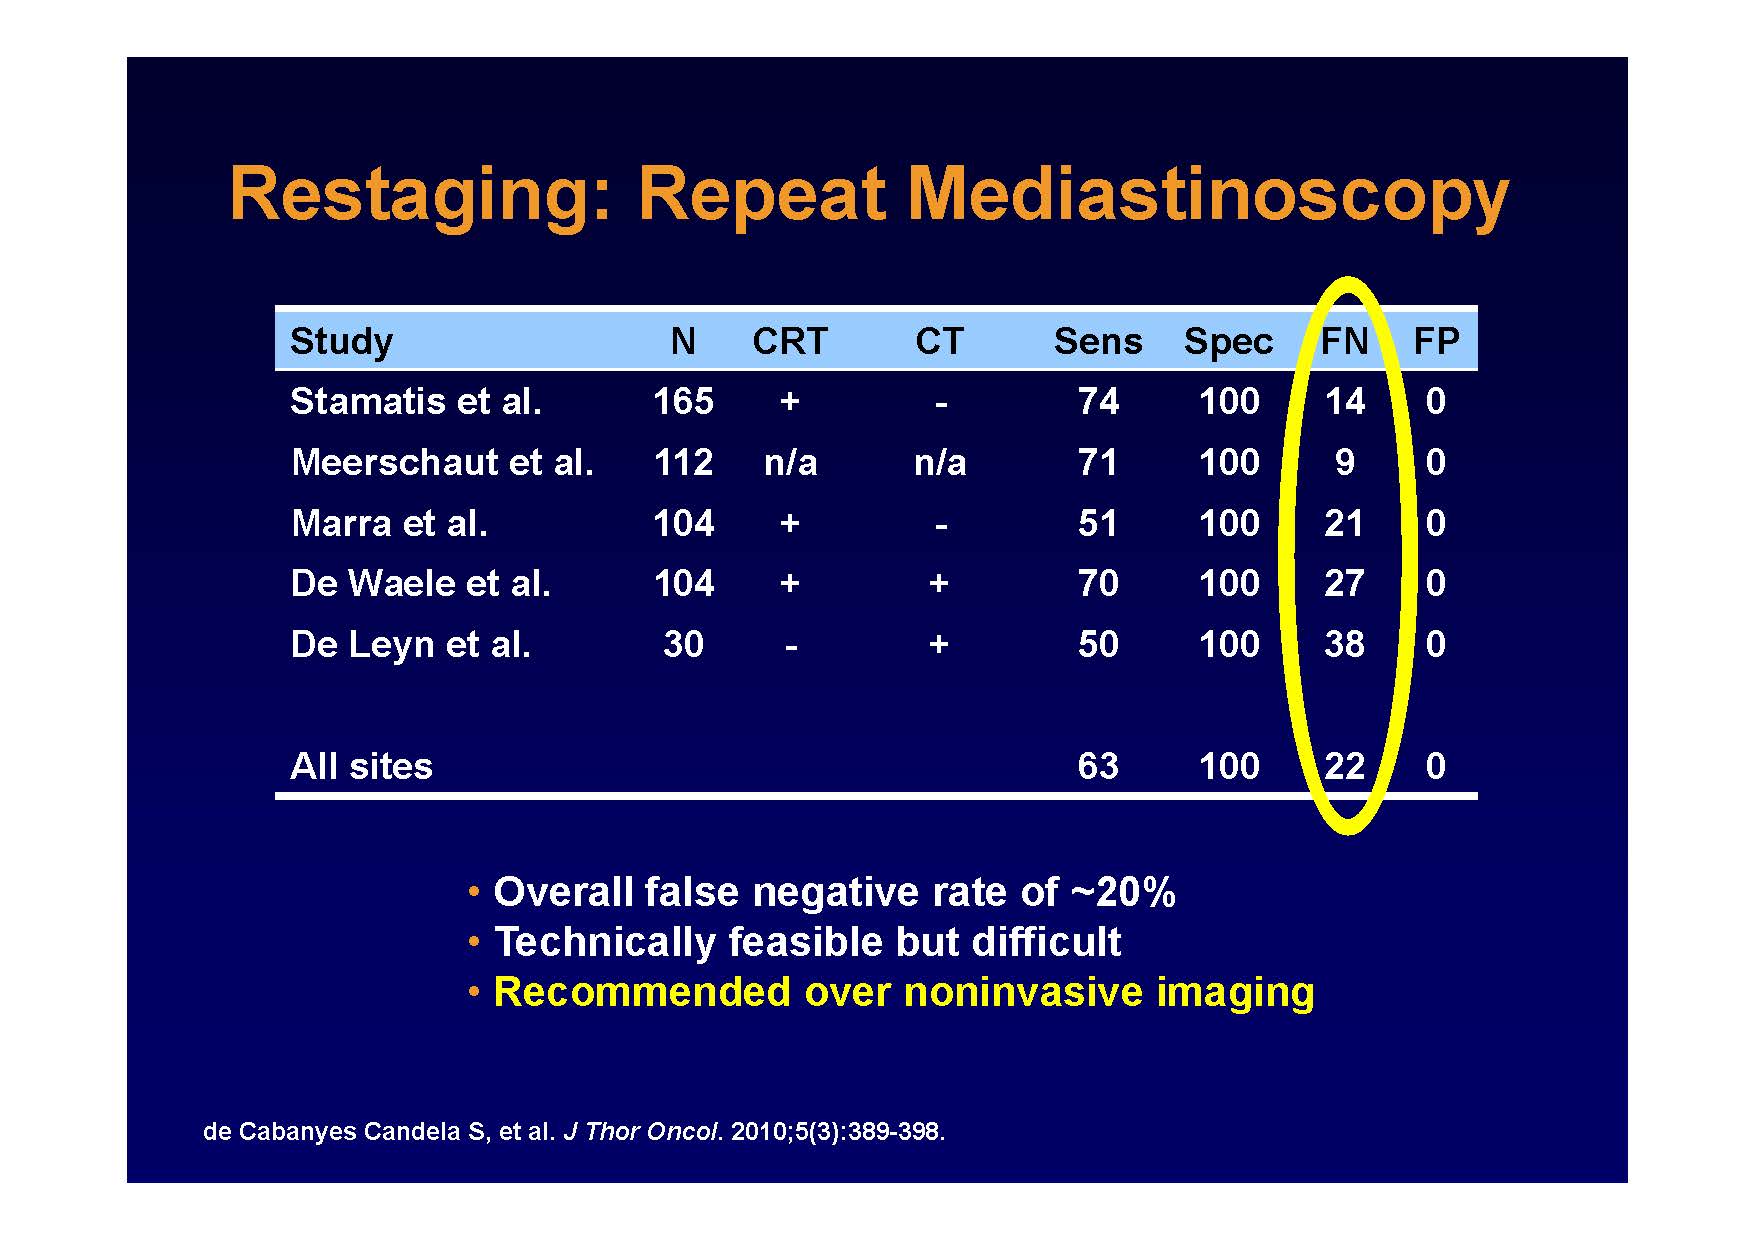 Restaging: Repeat Mediastinoscopy
Study N CRT CT Sens Spec FN FP
Stamatis et al. 165 + - 74 100 14 0
Meerschaut et al. 112 n/a n/a 71 100 9 0
Marra et al. 104 + - 51 100 21 0
De Waele et al. 104 + + 70 100 27 0
De Leyn et al. 30 - + 50 100 38 0
All sites 63 100 22 0
• Overall false negative rate of ~20%
• Technically feasible but difficult
• Recommended over noninvasive imaging
de Cabanyes Candela S, et al. J Thor Oncol. 2010;5(3):389-398.